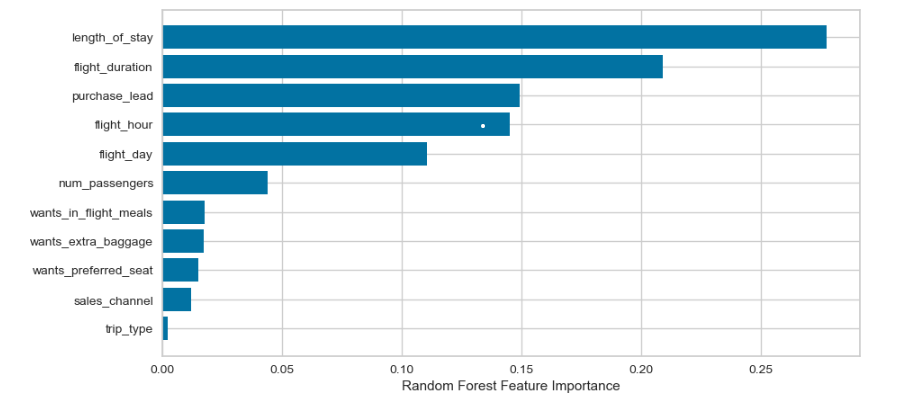 length_of_stay
flight_duration
purchase_lead
flight_hour
flight_day
num_passengers
wants_in_flight_meals
wants_extra_baggage
wants_preferred_seat
sales_channel
trip_type
0.00 0.05 0.10 0.15 0.20 0.25
Random Forest Feature Importance